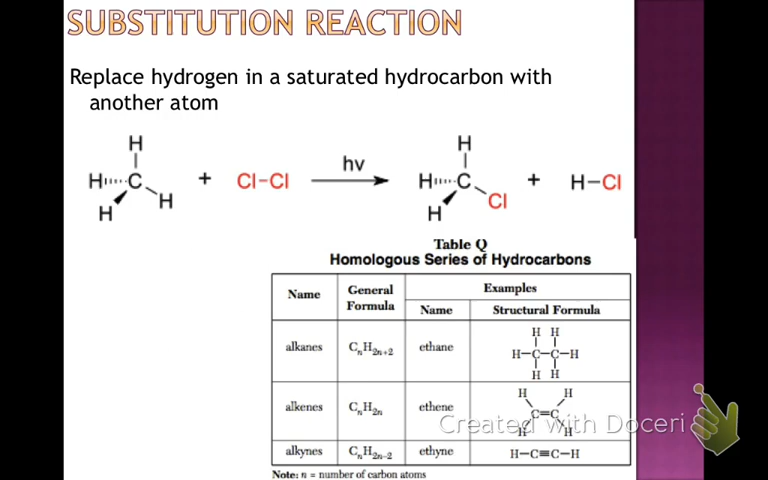 SUBSTITUTION REACTION
Replace hydrogen in a saturated hydrocarbon with
another atom
H H
H C + Cl-Cl hv H C + H-Cl
H H H Cl
Table Q
Homologous Series of Hydrocarbons
Name General Formula Examples
Name Structural Formula
H H
alkanes CₙH₂ₙ₊₂ ethane H-C-C-H
H H
H H
alkenes CₙH₂ₙ ethene C=C
H H
alkynes CₙH₂ₙ₋₂ ethyne H-C≡C-H
Note: n = number of carbon atoms
Created with Doceri